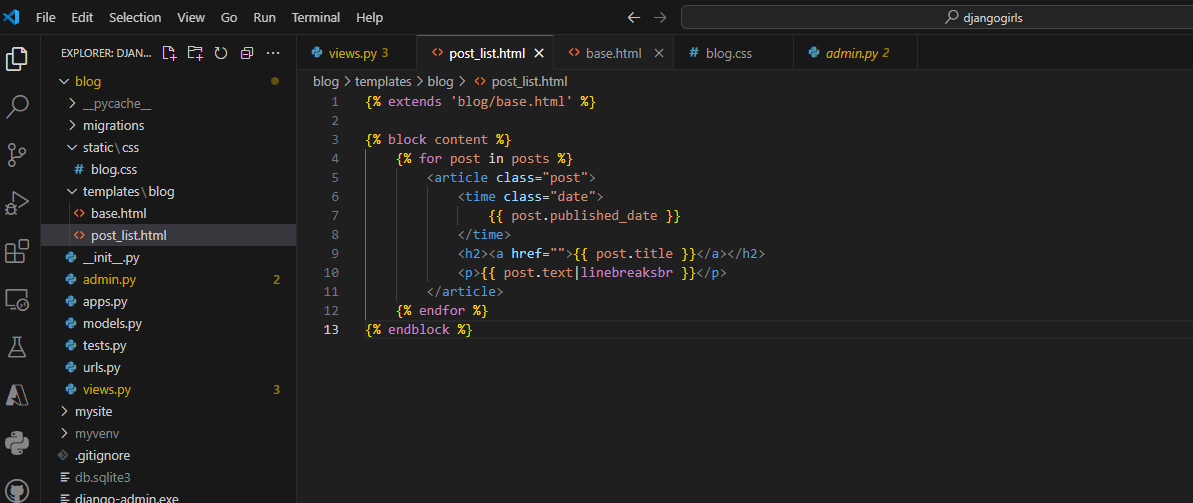 File Edit Selection View Go Run Terminal Help
djangogirls
EXPLORER: DJAN...
views.py 3
post_list.html
base.html
blog.css
admin.py 2
blog
__pycache__
migrations
static\css
blog.css
templates\blog
base.html
post_list.html
__init__.py
admin.py 2
apps.py
models.py
tests.py
urls.py
views.py 3
mysite
myvenv
.gitignore
db.sqlite3
django-admin.exe
blog > templates > blog > post_list.html
1 {% extends 'blog/base.html' %}
2
3 {% block content %}
4 {% for post in posts %}
5 <article class="post">
6 <time class="date">
7 {{ post.published_date }}
8 </time>
9 <h2><a href="">{{ post.title }}</a></h2>
10 <p>{{ post.text|linebreaksbr }}</p>
11 </article>
12 {% endfor %}
13 {% endblock %}